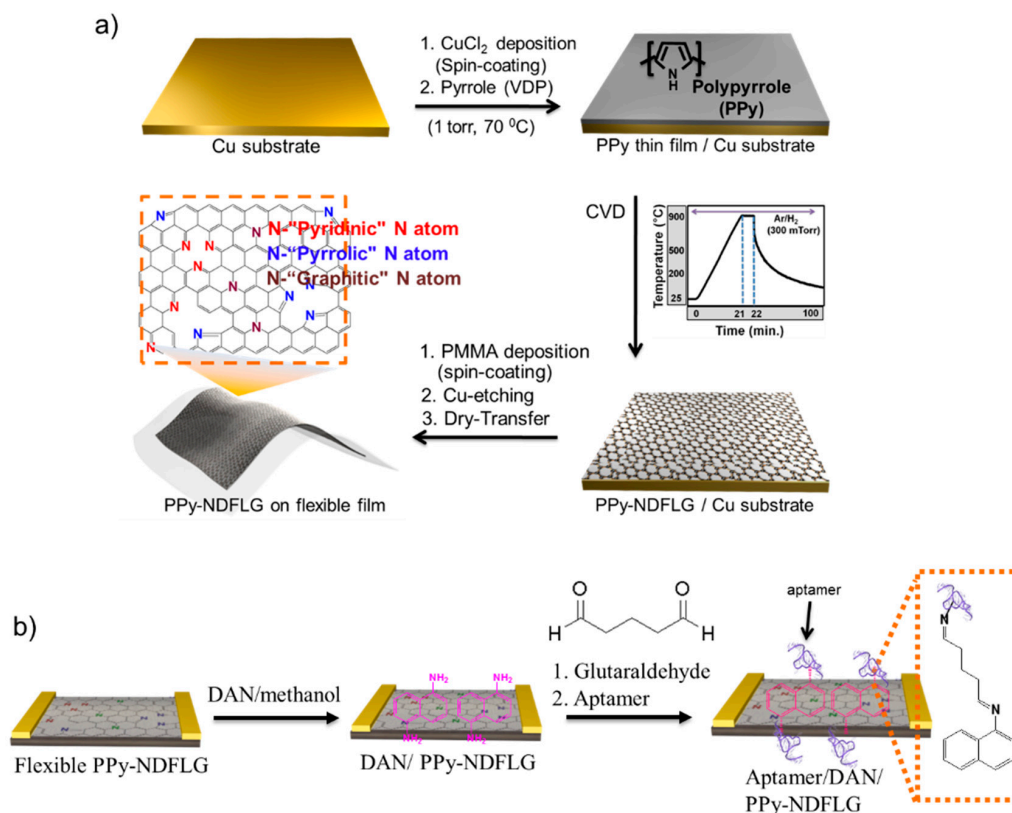 a)
1. CuCl2 deposition
(Spin-coating)
2. Pyrrole (VDP)
(1 torr, 70 ⁰C)
Cu substrate
N
H
Polypyrrole
(PPy)
PPy thin film / Cu substrate
CVD
Temperature (°C)
900
500
200
25
Ar/H2
(300 mTorr)
0
21
22
100
Time (min.)
N-"Pyridinic" N atom
N-"Pyrrolic" N atom
N-"Graphitic" N atom
N N N N N N N N N N N N N N
1. PMMA deposition
(spin-coating)
2. Cu-etching
3. Dry-Transfer
PPy-NDFLG on flexible film
PPy-NDFLG / Cu substrate
b)
Flexible PPy-NDFLG
DAN/methanol
NH2 NH2
NH2 NH2
DAN/ PPy-NDFLG
O O
H H
1. Glutaraldehyde
2. Aptamer
aptamer
Aptamer/DAN/
PPy-NDFLG
N
N